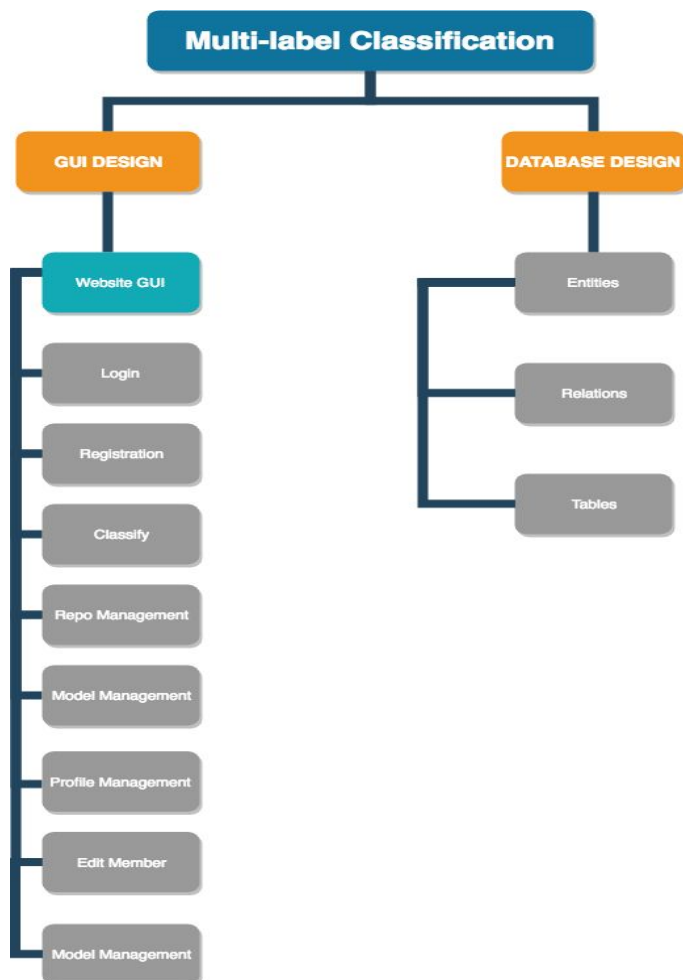 Multi-label Classification
GUI DESIGN
DATABASE DESIGN
Website GUI
Login
Registration
Classify
Repo Management
Model Management
Profile Management
Edit Member
Model Management
Entities
Relations
Tables